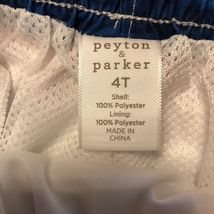 peyton
&
parker
4T
Shell:
100% Polyester
Lining:
100% Polyester
MADE IN
CHINA